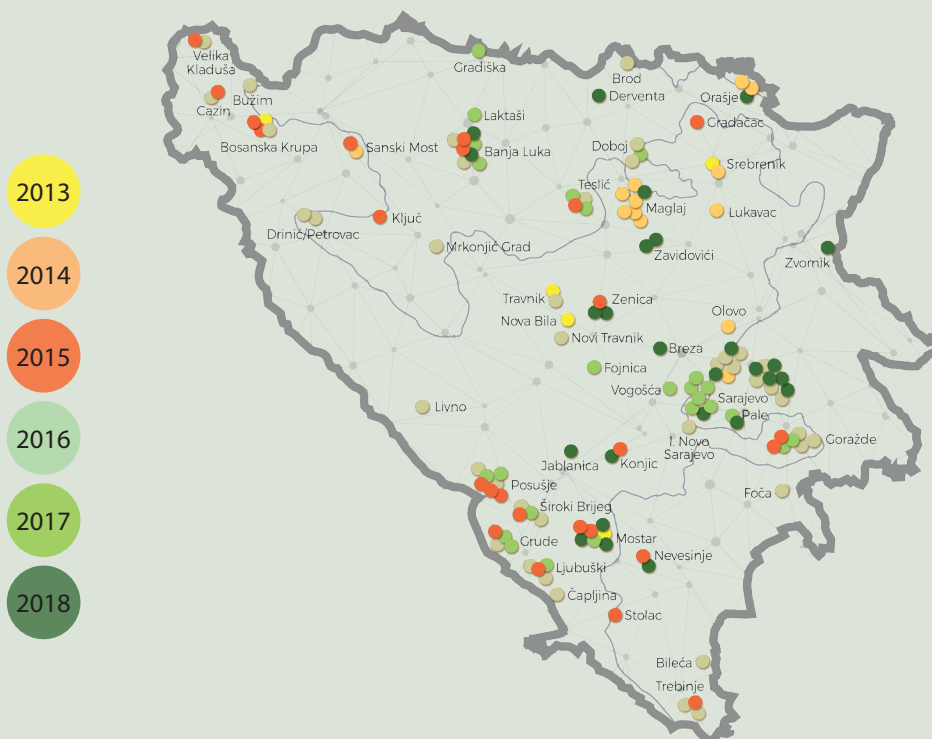 2013
2014
2015
2016
2017
2018
Velika
Kladuša
Cazin
Bužim
Bosanska Krupa
Sanski Most
Ključ
Drinič/Petrovac
Mrkonjić Grad
Gradiška
Laktaši
Banja Luka
Brod
Derventa
Orašje
Gradačac
Doboj
Srebrenik
Teslić
Maglaj
Lukavac
Zavidovići
Zvornik
Travnik
Nova Bila
Novi Travnik
Zenica
Olovo
Breza
Fojnica
Vogošća
Sarajevo
Pale
I. Novo
Sarajevo
Goražde
Livno
Jablanica
Konjic
Foča
Posušje
Široki Brijeg
Grude
Mostar
Ljubuški
Nevesinje
Čapljina
Stolac
Bileća
Trebinje